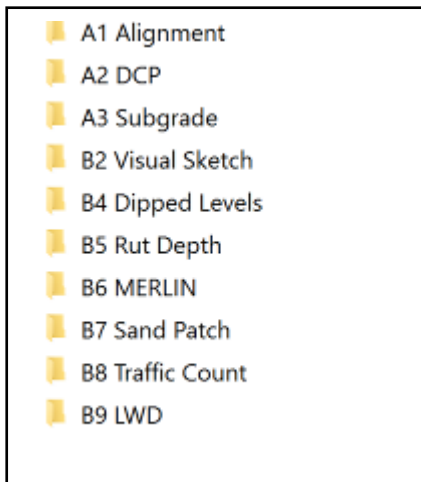 A1 Alignment
A2 DCP
A3 Subgrade
B2 Visual Sketch
B4 Dipped Levels
B5 Rut Depth
B6 MERLIN
B7 Sand Patch
B8 Traffic Count
B9 LWD